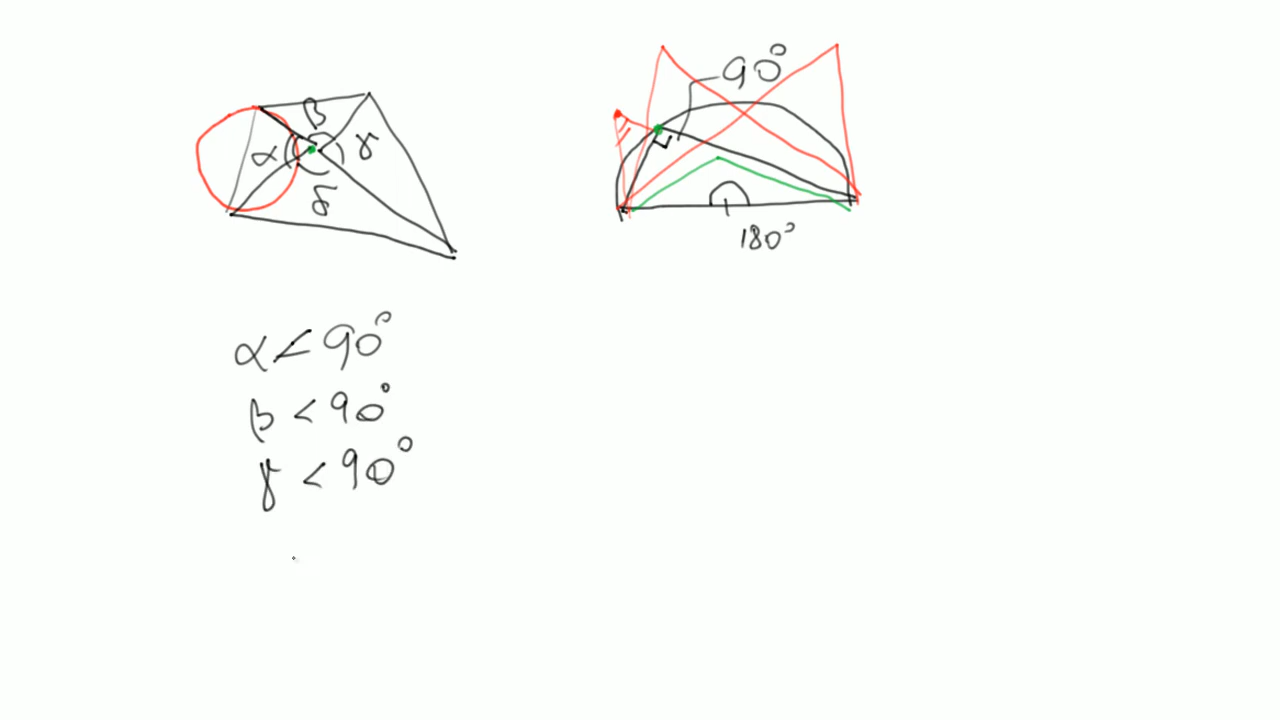 β
α
γ
δ
90°
180°
α < 90°
β < 90°
γ < 90°